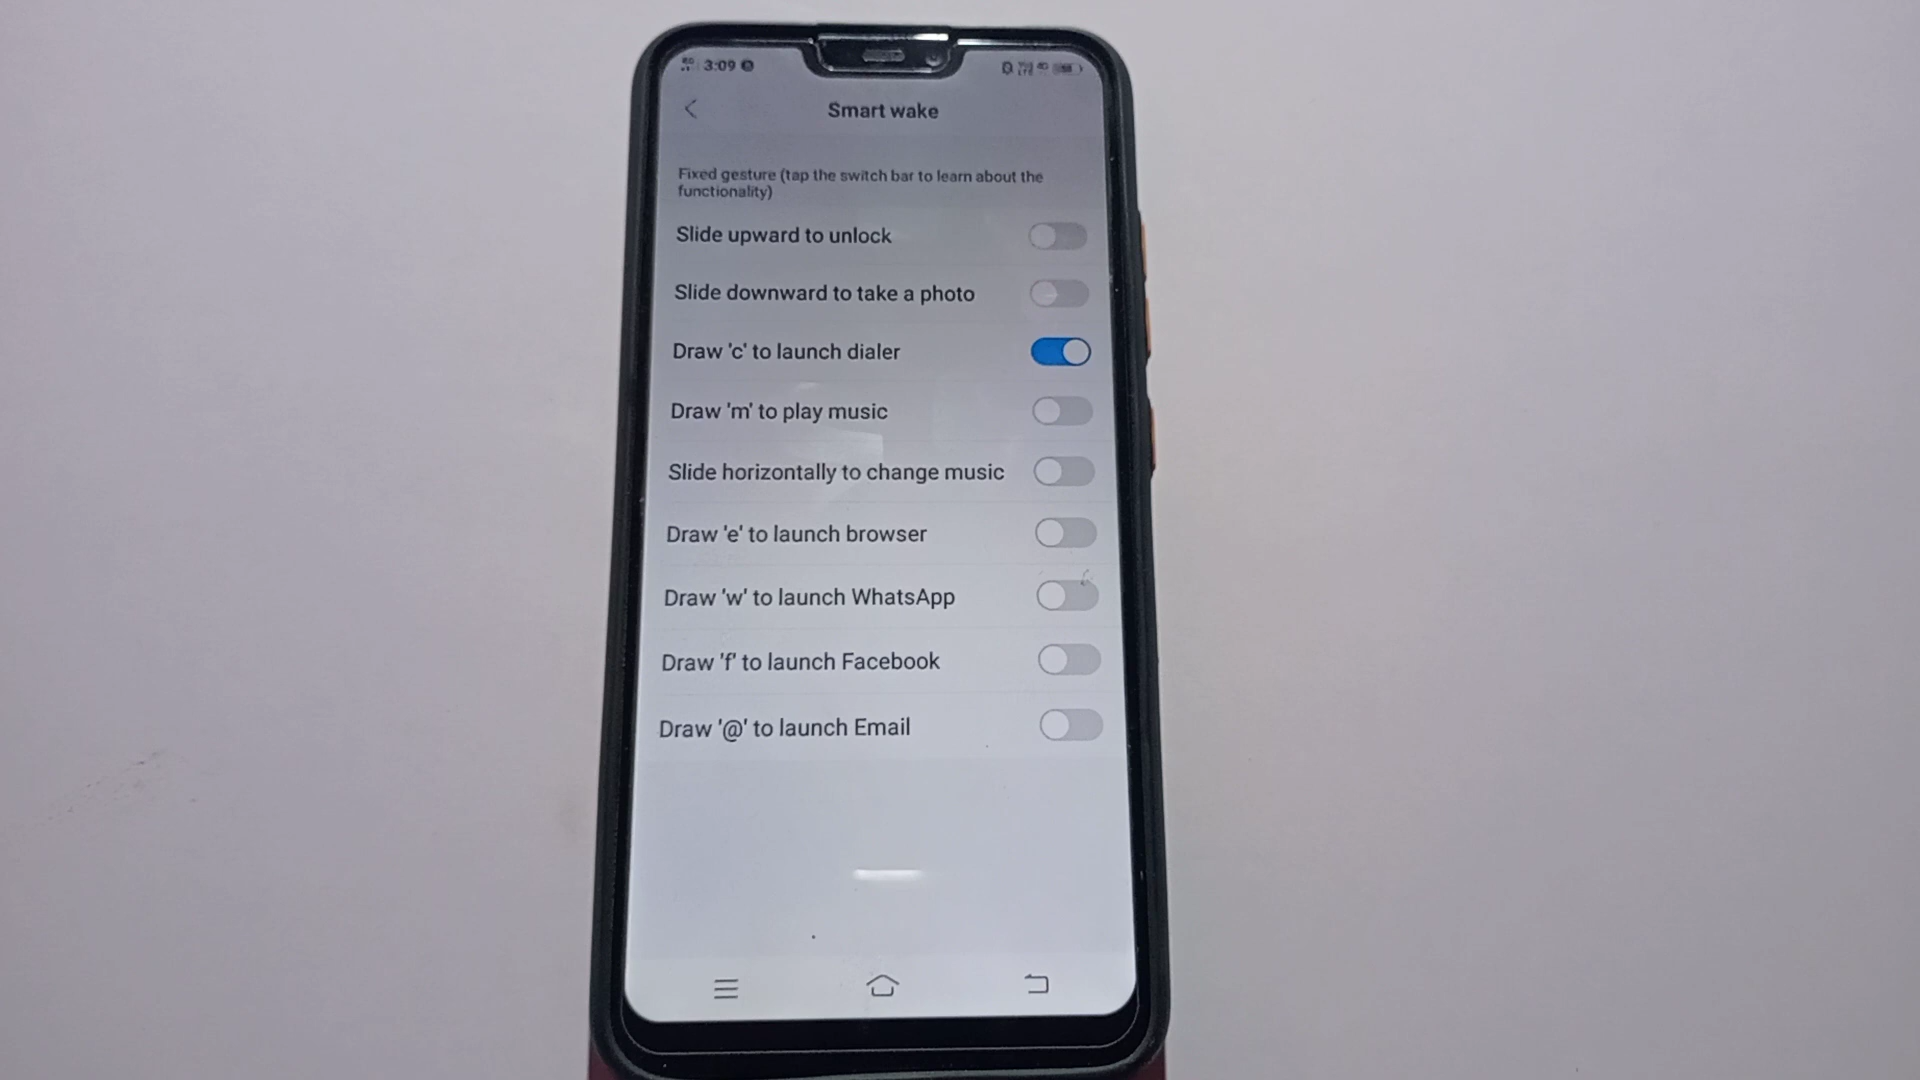 3:09
Smart wake
Fixed gesture (tap the switch bar to learn about the
functionality)
Slide upward to unlock
Slide downward to take a photo
Draw 'c' to launch dialer
Draw 'm' to play music
Slide horizontally to change music
Draw 'e' to launch browser
Draw 'w' to launch WhatsApp
Draw 'f' to launch Facebook
Draw '@' to launch Email